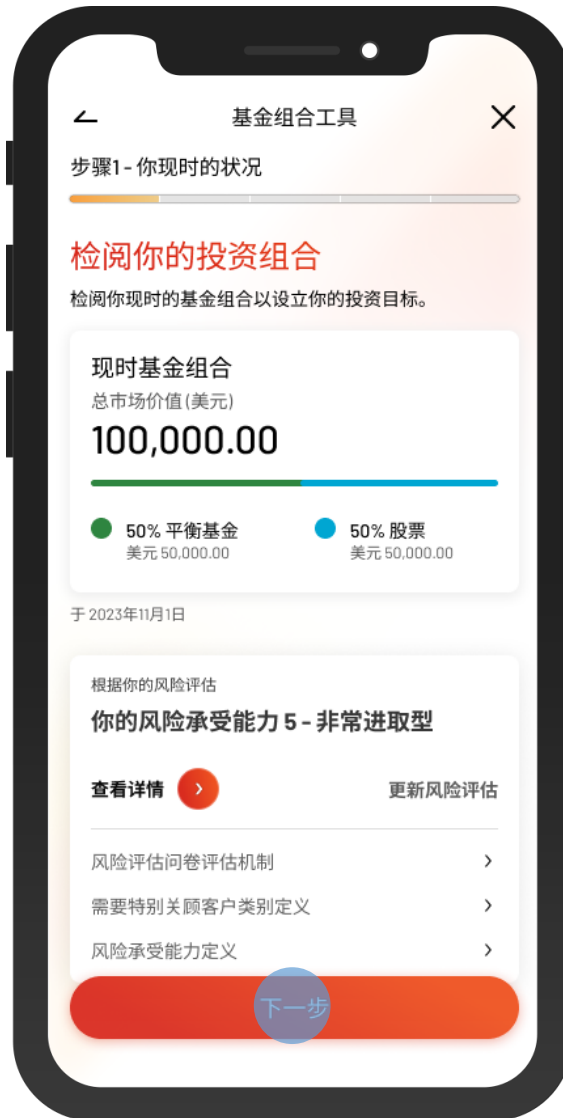 基金组合工具
步骤1 - 你现时的状况
检阅你的投资组合
检阅你现时的基金组合以设立你的投资目标。
现时基金组合
总市场价值(美元)
100,000.00
50% 平衡基金
美元 50,000.00
50% 股票
美元 50,000.00
于 2023年11月1日
根据你的风险评估
你的风险承受能力 5 - 非常进取型
查看详情
更新风险评估
风险评估问卷评估机制
需要特别关顾客户类别定义
风险承受能力定义
下一步